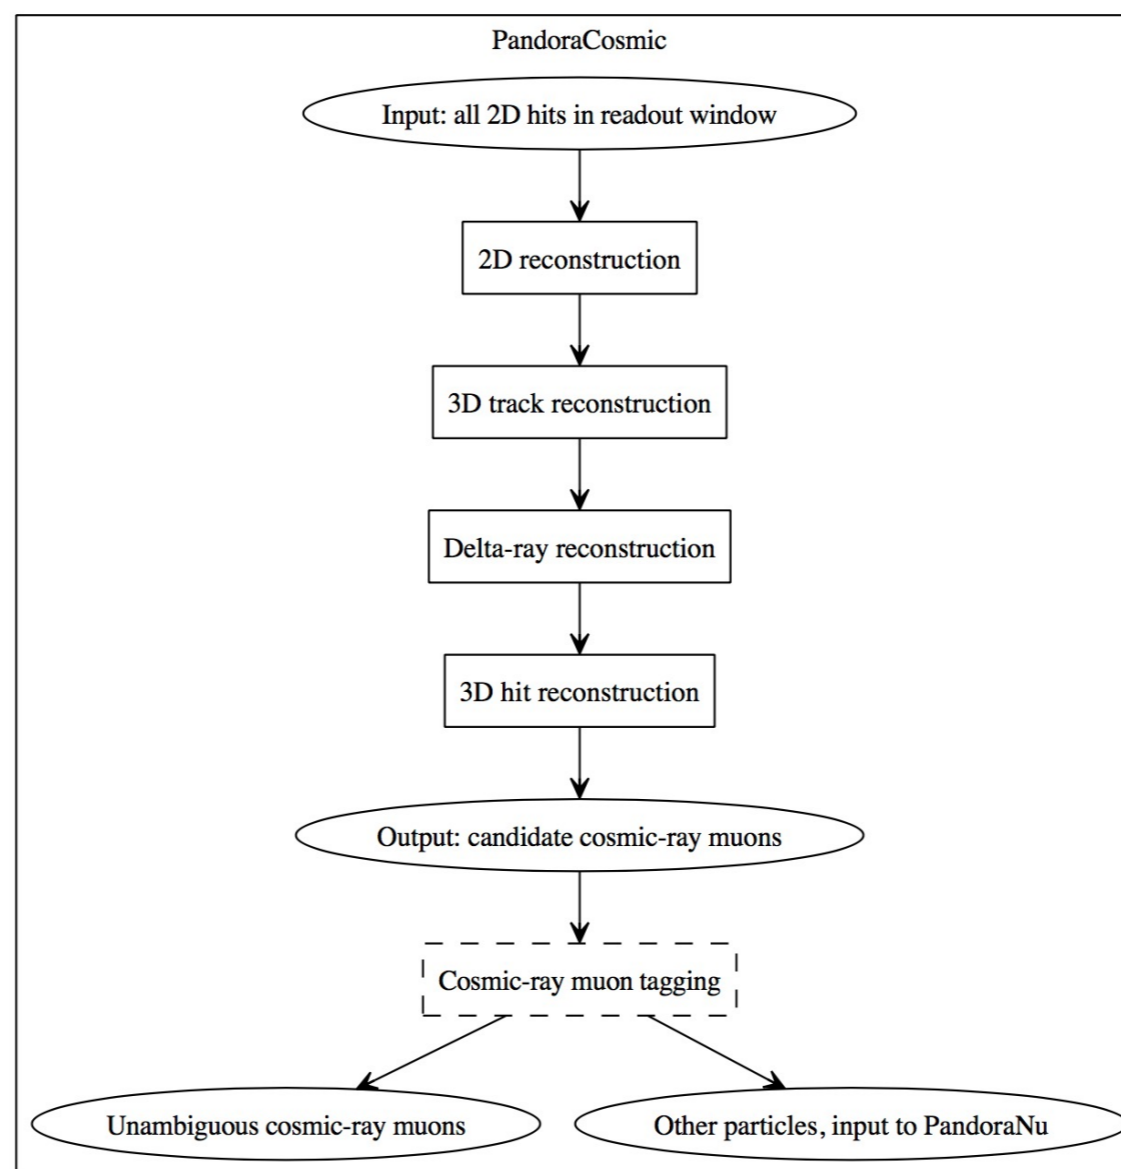 PandoraCosmic
Input: all 2D hits in readout window
2D reconstruction
3D track reconstruction
Delta-ray reconstruction
3D hit reconstruction
Output: candidate cosmic-ray muons
Cosmic-ray muon tagging
Unambiguous cosmic-ray muons
Other particles, input to PandoraNu